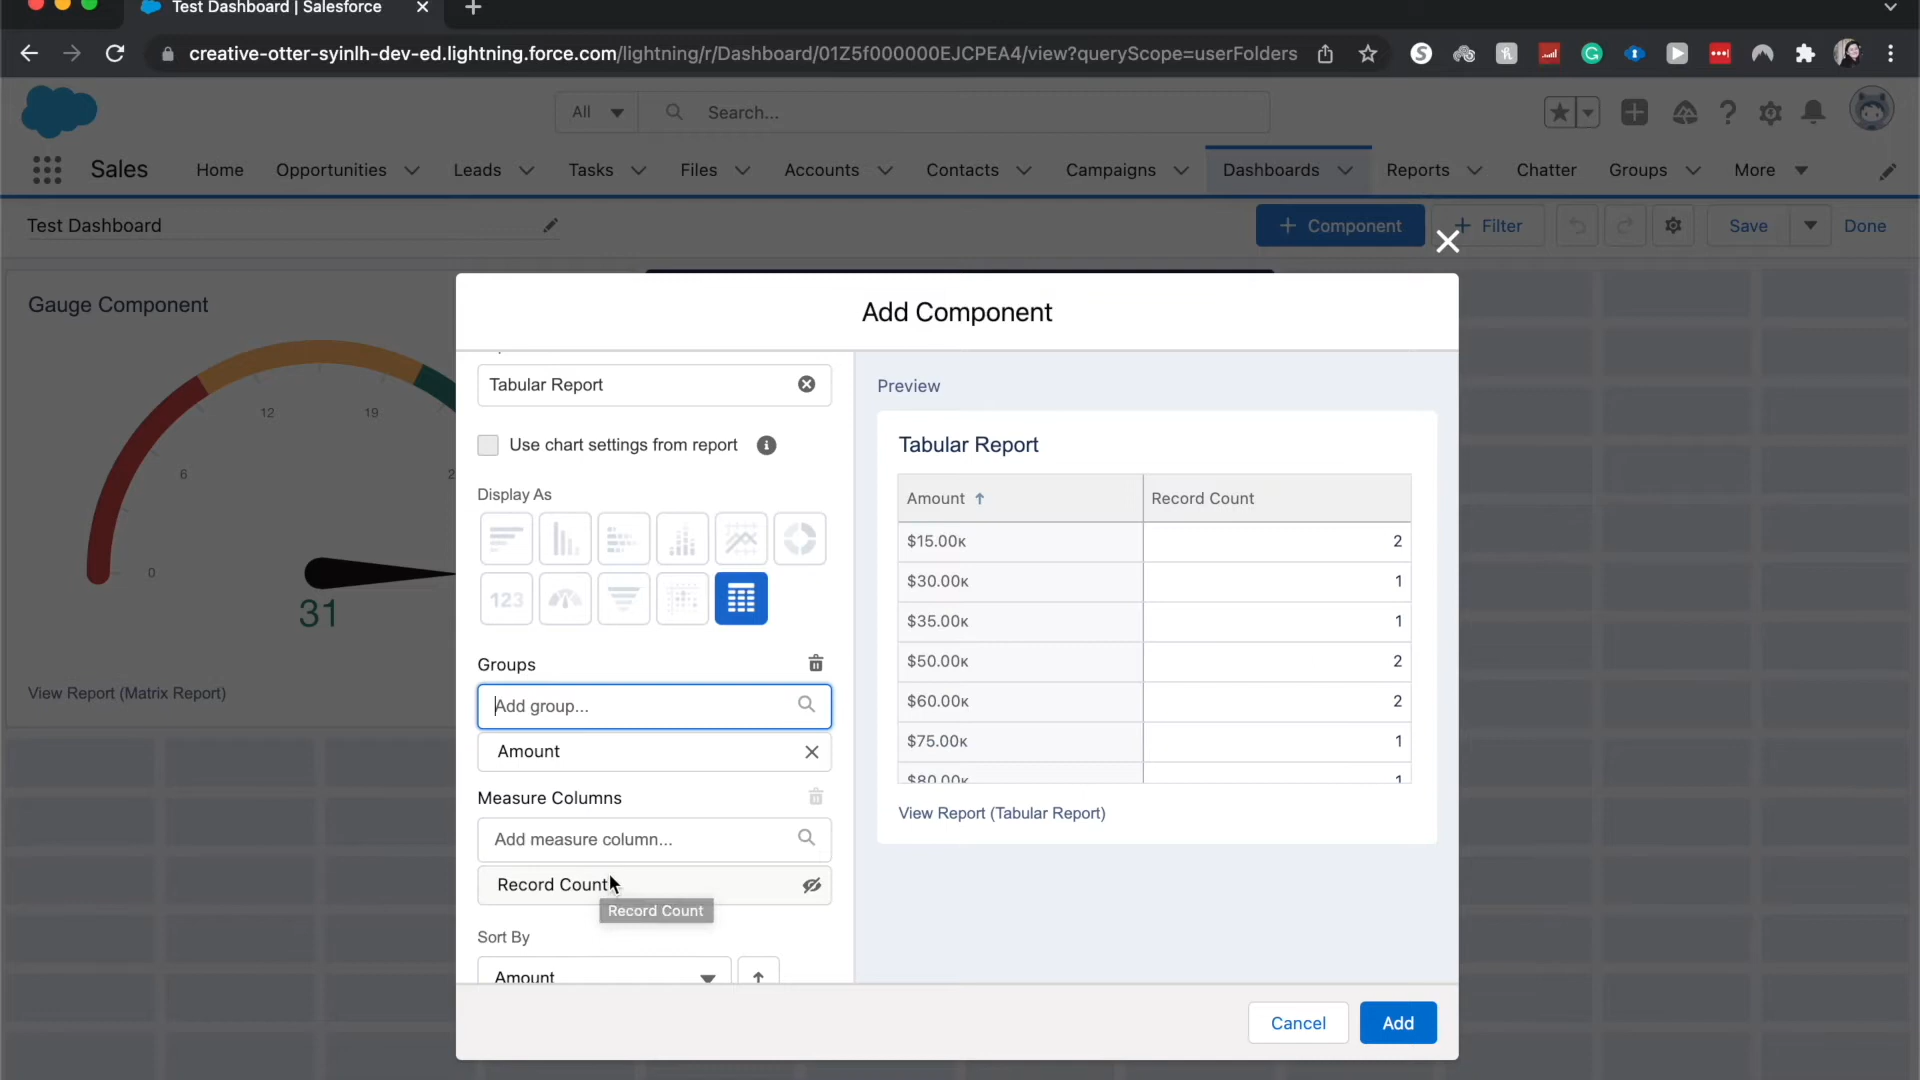 Test Dashboard | Salesforce
creative-otter-syinlh-dev-ed.lightning.force.com/lightning/r/Dashboard/01Z5f000000EJCPEA4/view?queryScope=userFolders
All
Search...
Sales
Home
Opportunities
Leads
Tasks
Files
Accounts
Contacts
Campaigns
Dashboards
Reports
Chatter
Groups
More
Test Dashboard
+ Component
+ Filter
Save
Done
Gauge Component
12
19
6
2
0
31
View Report (Matrix Report)
Add Component
Tabular Report
Use chart settings from report
Display As
123
Groups
Add group...
Amount
Measure Columns
Add measure column...
Record Count
Record Count
Sort By
Amount
Preview
Tabular Report
Amount ↑ Record Count
$15.00K 2
$30.00K 1
$35.00K 1
$50.00K 2
$60.00K 2
$75.00K 1
$80.00K 1
View Report (Tabular Report)
Cancel
Add